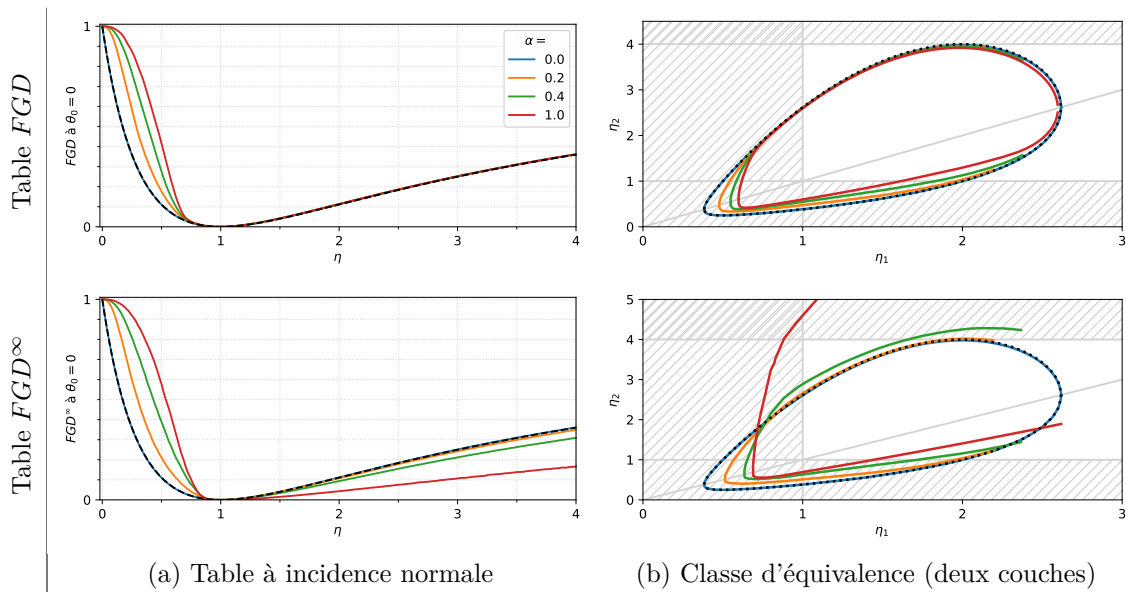 Table FGD
FGD à θ₀ = 0
1
0
0 1 2 3 4
η
α =
0.0
0.2
0.4
1.0
η₂
4
3
2
1
0
0 1 2 3
η₁
Table FGD^∞
FGD^∞ à θ₀ = 0
1
0
0 1 2 3 4
η
η₂
5
4
3
2
1
0
0 1 2 3
η₁
(a) Table à incidence normale
(b) Classe d'équivalence (deux couches)